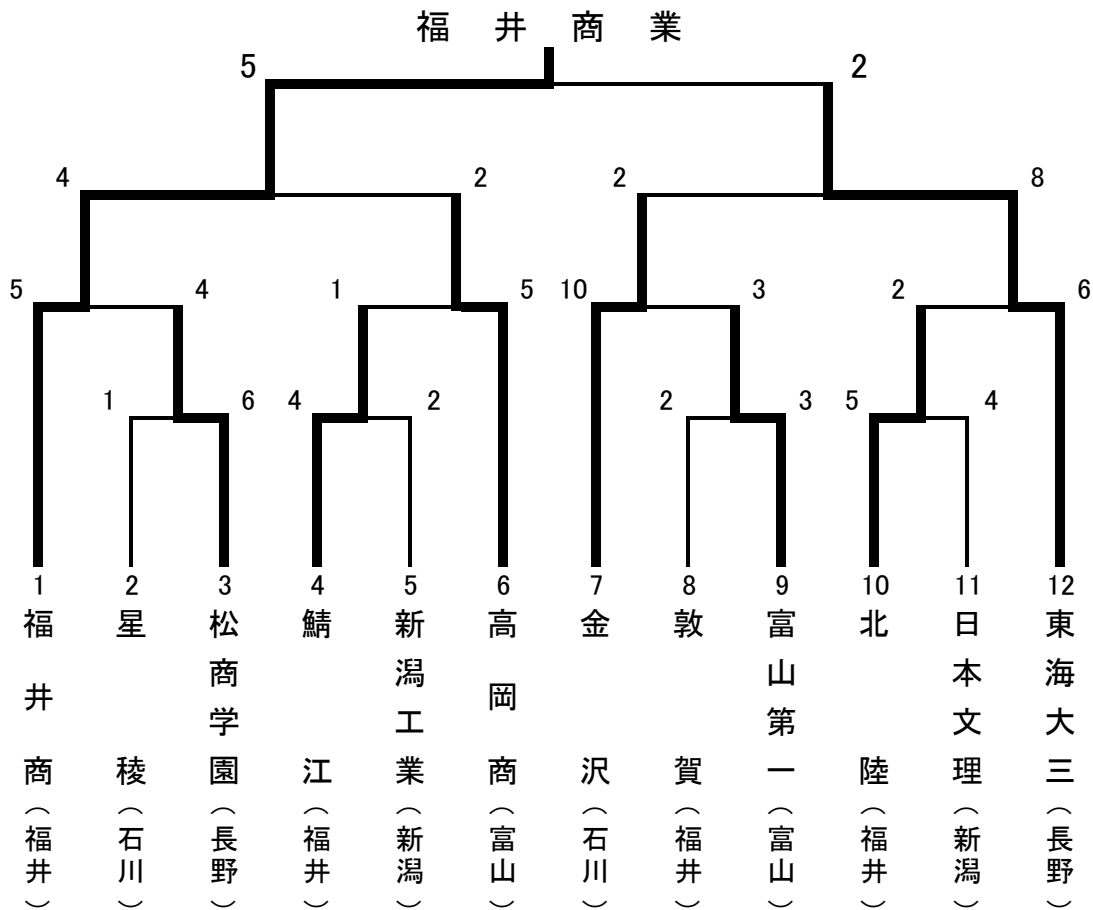 福井商業
5 2
4 2 2 8
5 4 1 5 10 3 2 6
1 6 4 2 2 3 5 4
1 2 3 4 5 6 7 8 9 10 11 12
福井商（福井）
星稜（石川）
松商学園（長野）
鯖江（福井）
新潟工業（新潟）
高岡商（富山）
金沢（石川）
敦賀（福井）
富山第一（富山）
北陸（福井）
日本文理（新潟）
東海大三（長野）